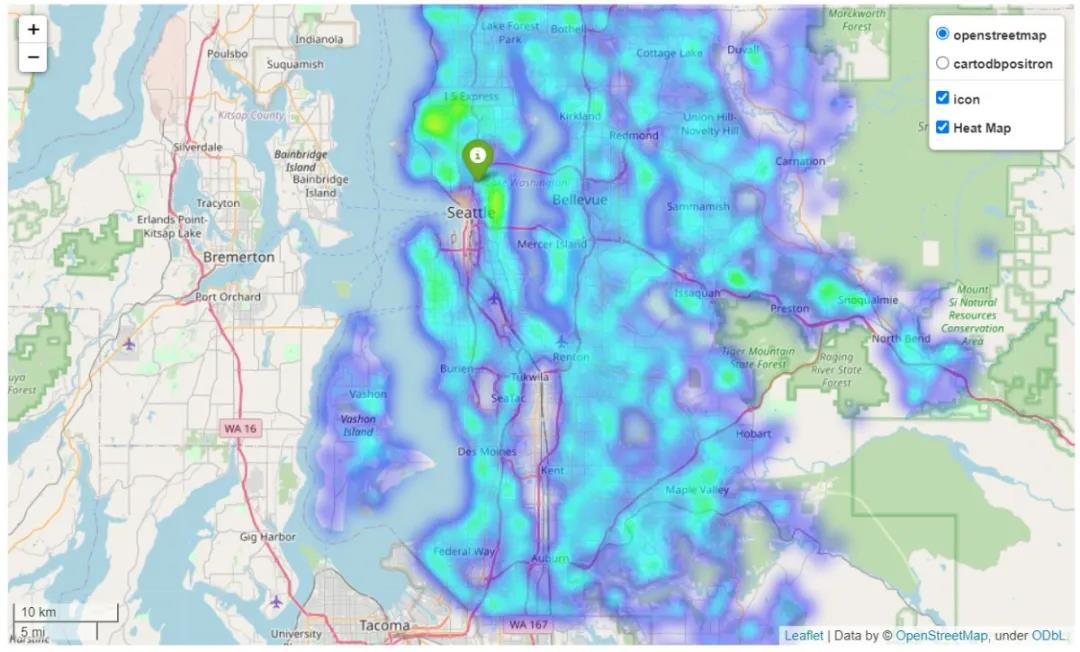 +
−
openstreetmap
cartodbpositron
icon
Heat Map
Marckworth
Forest
Indianola
Lake Forest
Park
Bothell
Poulsbo
Suquamish
Cottage Lake
Duvall
Kitsap County
I 5 Express
Kirkland
Union Hill-
Novelty Hill
Redmond
Silverdale
Bainbridge
Island
Bainbridge
Island
i
Carnation
Lake Washington
Tracyton
Bellevue
Erlands Point-
Kitsap Lake
Seattle
Sammamish
Bremerton
Mercer Island
Port Orchard
Issaquah
Preston
Snoqualmie
Mount
Si Natural
Resources
Conservation
Area
North Bend
Renton
Tiger Mountain
State Forest
Raging
River State
Forest
Burien
Tukwila
Forest
Vashon
SeaTac
Vashon
Island
WA 16
Hobart
Des Moines
Kent
Maple Valley
Gig Harbor
Federal Way
Auburn
10 km
5 mi
University
Tacoma
WA 167
Leaflet | Data by © OpenStreetMap, under ODbL.